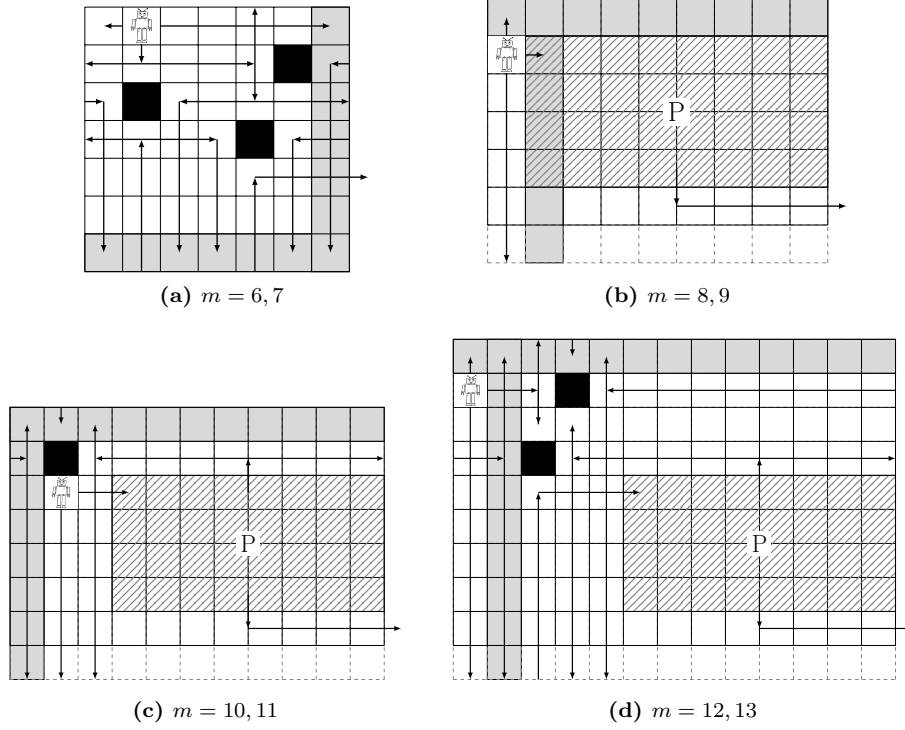 P
(a) m = 6, 7
(b) m = 8, 9
P
P
(c) m = 10, 11
(d) m = 12, 13